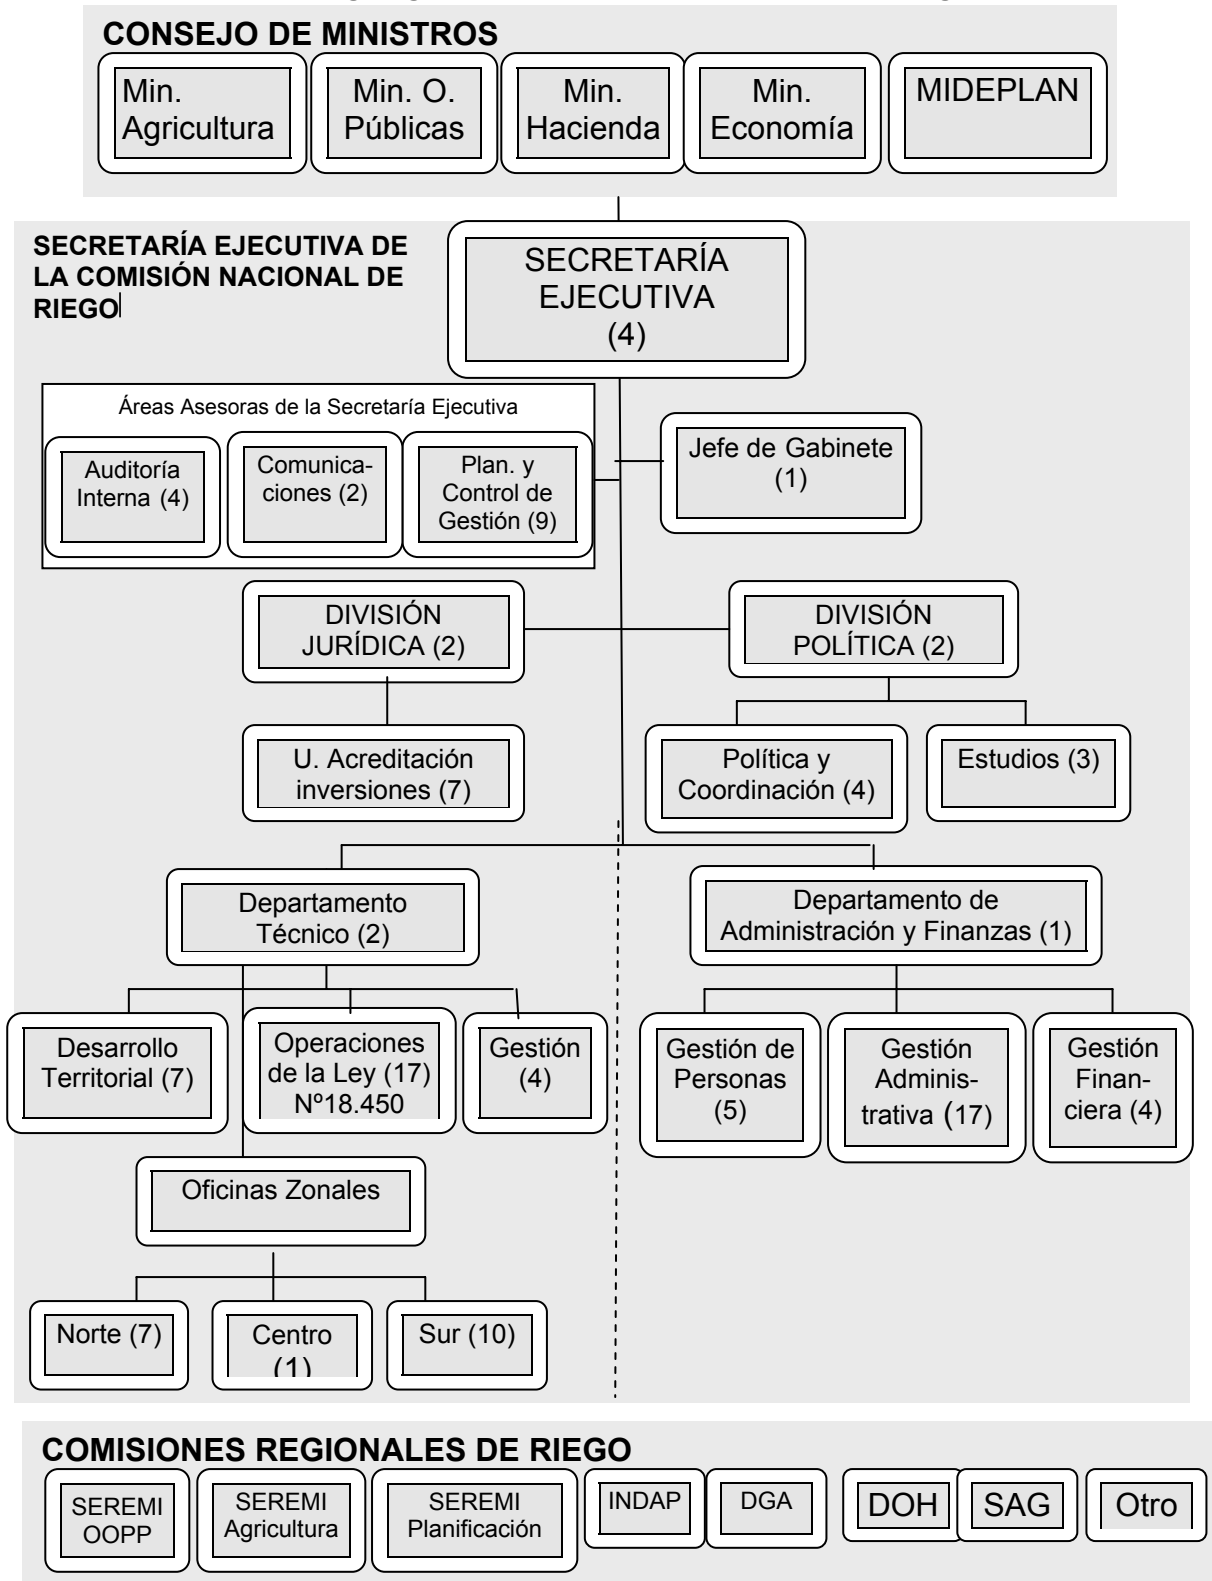 CONSEJO DE MINISTROS
Min.
Agricultura
Min. O.
Públicas
Min.
Hacienda
Min.
Economía
MIDEPLAN
SECRETARÍA EJECUTIVA DE
LA COMISIÓN NACIONAL DE
RIEGO
SECRETARÍA
EJECUTIVA
(4)
Áreas Asesoras de la Secretaría Ejecutiva
Auditoría
Interna (4)
Comunica-
ciones (2)
Plan. y
Control de
Gestión (9)
Jefe de Gabinete
(1)
DIVISIÓN
JURÍDICA (2)
DIVISIÓN
POLÍTICA (2)
U. Acreditación
inversiones (7)
Política y
Coordinación (4)
Estudios (3)
Departamento
Técnico (2)
Departamento de
Administración y Finanzas (1)
Desarrollo
Territorial (7)
Operaciones
de la Ley (17)
Nº18.450
Gestión
(4)
Gestión de
Personas
(5)
Gestión
Adminis-
trativa (17)
Gestión
Finan-
ciera (4)
Oficinas Zonales
Norte (7)
Centro
(1)
Sur (10)
COMISIONES REGIONALES DE RIEGO
SEREMI
OOPP
SEREMI
Agricultura
SEREMI
Planificación
INDAP
DGA
DOH
SAG
Otro